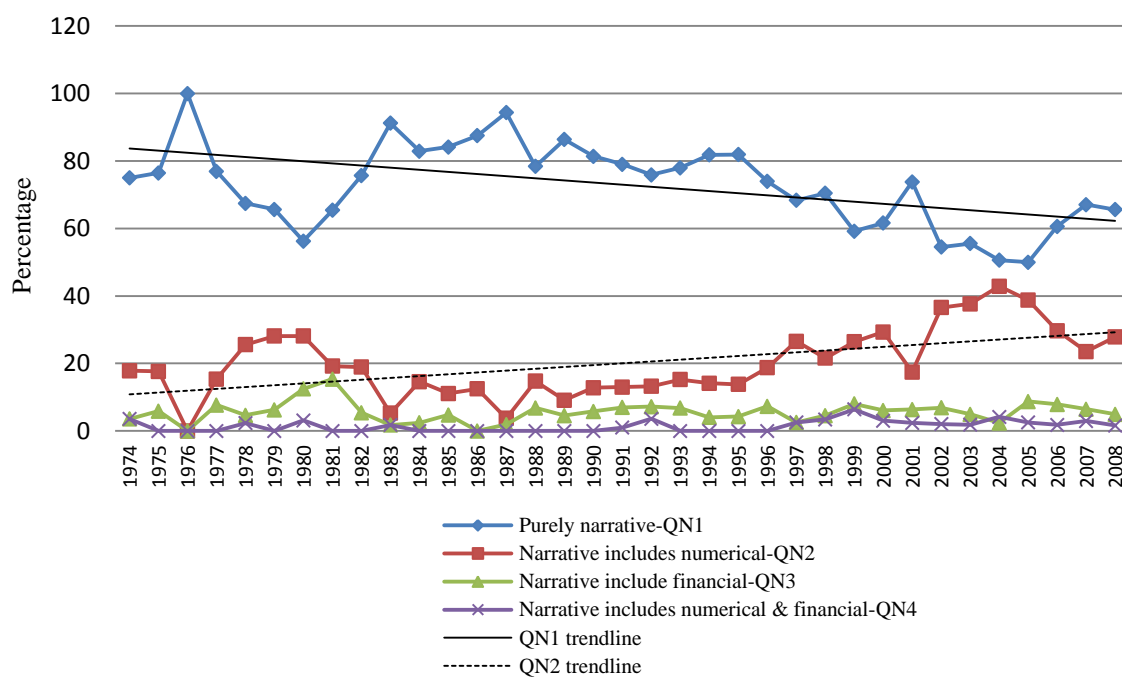 120
100
80
60
40
20
0
Percentage
1974 1975 1976 1977 1978 1979 1980 1981 1982 1983 1984 1985 1986 1987 1988 1989 1990 1991 1992 1993 1994 1995 1996 1997 1998 1999 2000 2001 2002 2003 2004 2005 2006 2007 2008
Purely narrative-QN1
Narrative includes numerical-QN2
Narrative include financial-QN3
Narrative includes numerical & financial-QN4
QN1 trendline
QN2 trendline